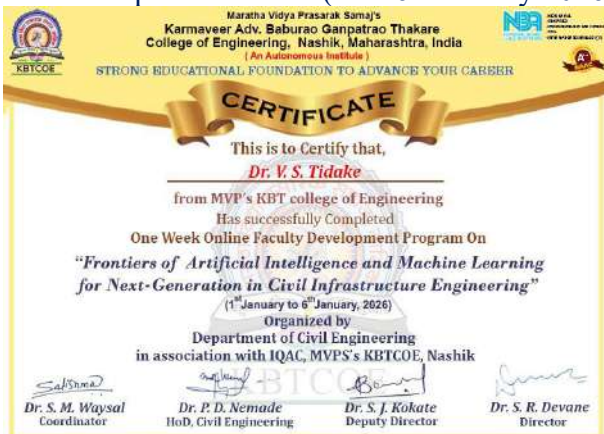 Maratha Vidya Prasarak Samaj's
Karmaveer Adv. Baburao Ganpatrao Thakare
College of Engineering, Nashik, Maharashtra, India
( An Autonomous Institute )
KBTCOE
NBA
STRONG EDUCATIONAL FOUNDATION TO ADVANCE YOUR CAREER
CERTIFICATE
This is to Certify that,
Dr. V. S. Tidake
from MVP's KBT college of Engineering
Has successfully Completed
One Week Online Faculty Development Program On
"Frontiers of Artificial Intelligence and Machine Learning
for Next-Generation in Civil Infrastructure Engineering"
(1st January to 6th January, 2026)
Organized by
Department of Civil Engineering
in association with IQAC, MVPS's KBTCOE, Nashik
KBTCOE
Dr. S. M. Waysal Dr. P. D. Nemade Dr. S. J. Kokate Dr. S. R. Devane
Coordinator HoD, Civil Engineering Deputy Director Director